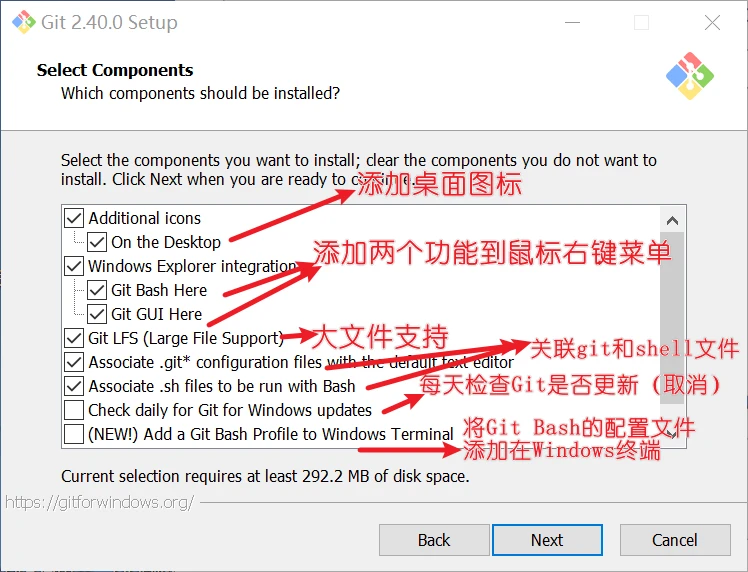 Git 2.40.0 Setup
Select Components
Which components should be installed?
Select the components you want to install; clear the components you do not want to
install. Click Next when you are ready to continue.
添加桌面图标
Additional icons
On the Desktop
添加两个功能到鼠标右键菜单
Windows Explorer integration
Git Bash Here
Git GUI Here
Git LFS (Large File Support)
大文件支持
关联git和shell文件
Associate .git* configuration files with the default text editor
Associate .sh files to be run with Bash
每天检查Git是否更新（取消）
Check daily for Git for Windows updates
将Git Bash的配置文件
(NEW!) Add a Git Bash Profile to Windows Terminal
添加在Windows终端
Current selection requires at least 292.2 MB of disk space.
https://gitforwindows.org/
Back
Next
Cancel